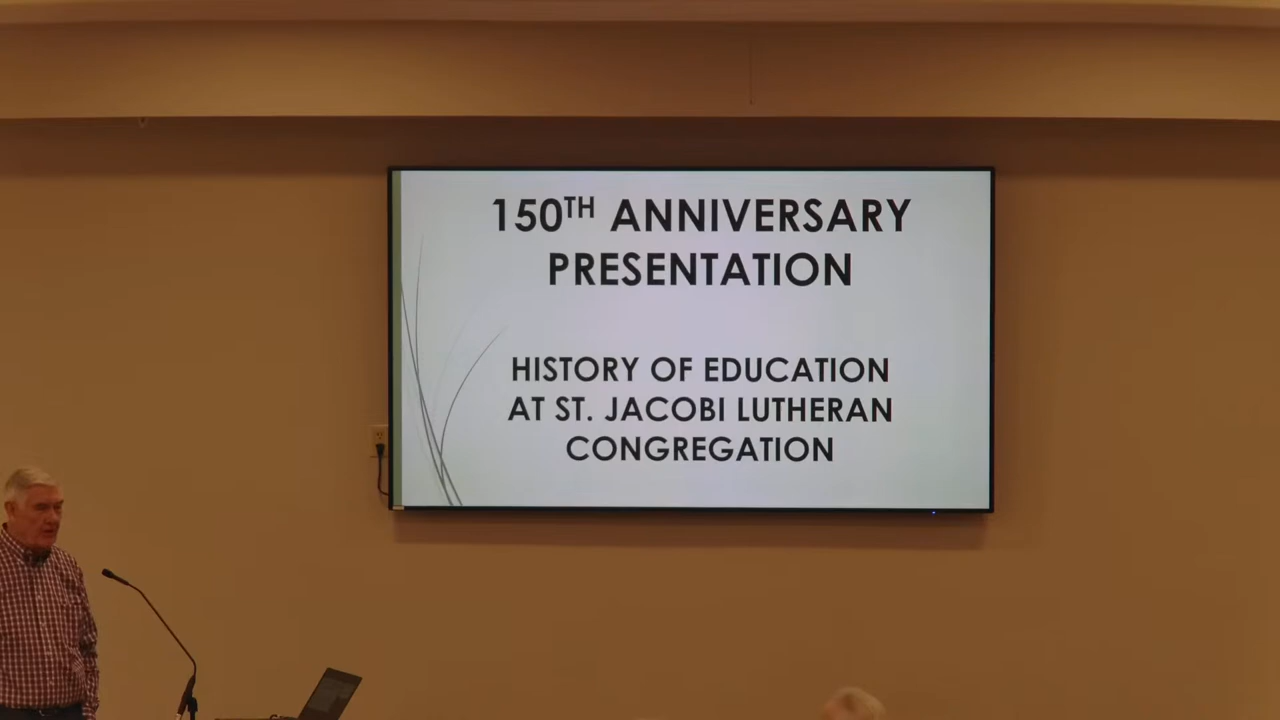 150TH ANNIVERSARY
PRESENTATION
HISTORY OF EDUCATION
AT ST. JACOBI LUTHERAN
CONGREGATION